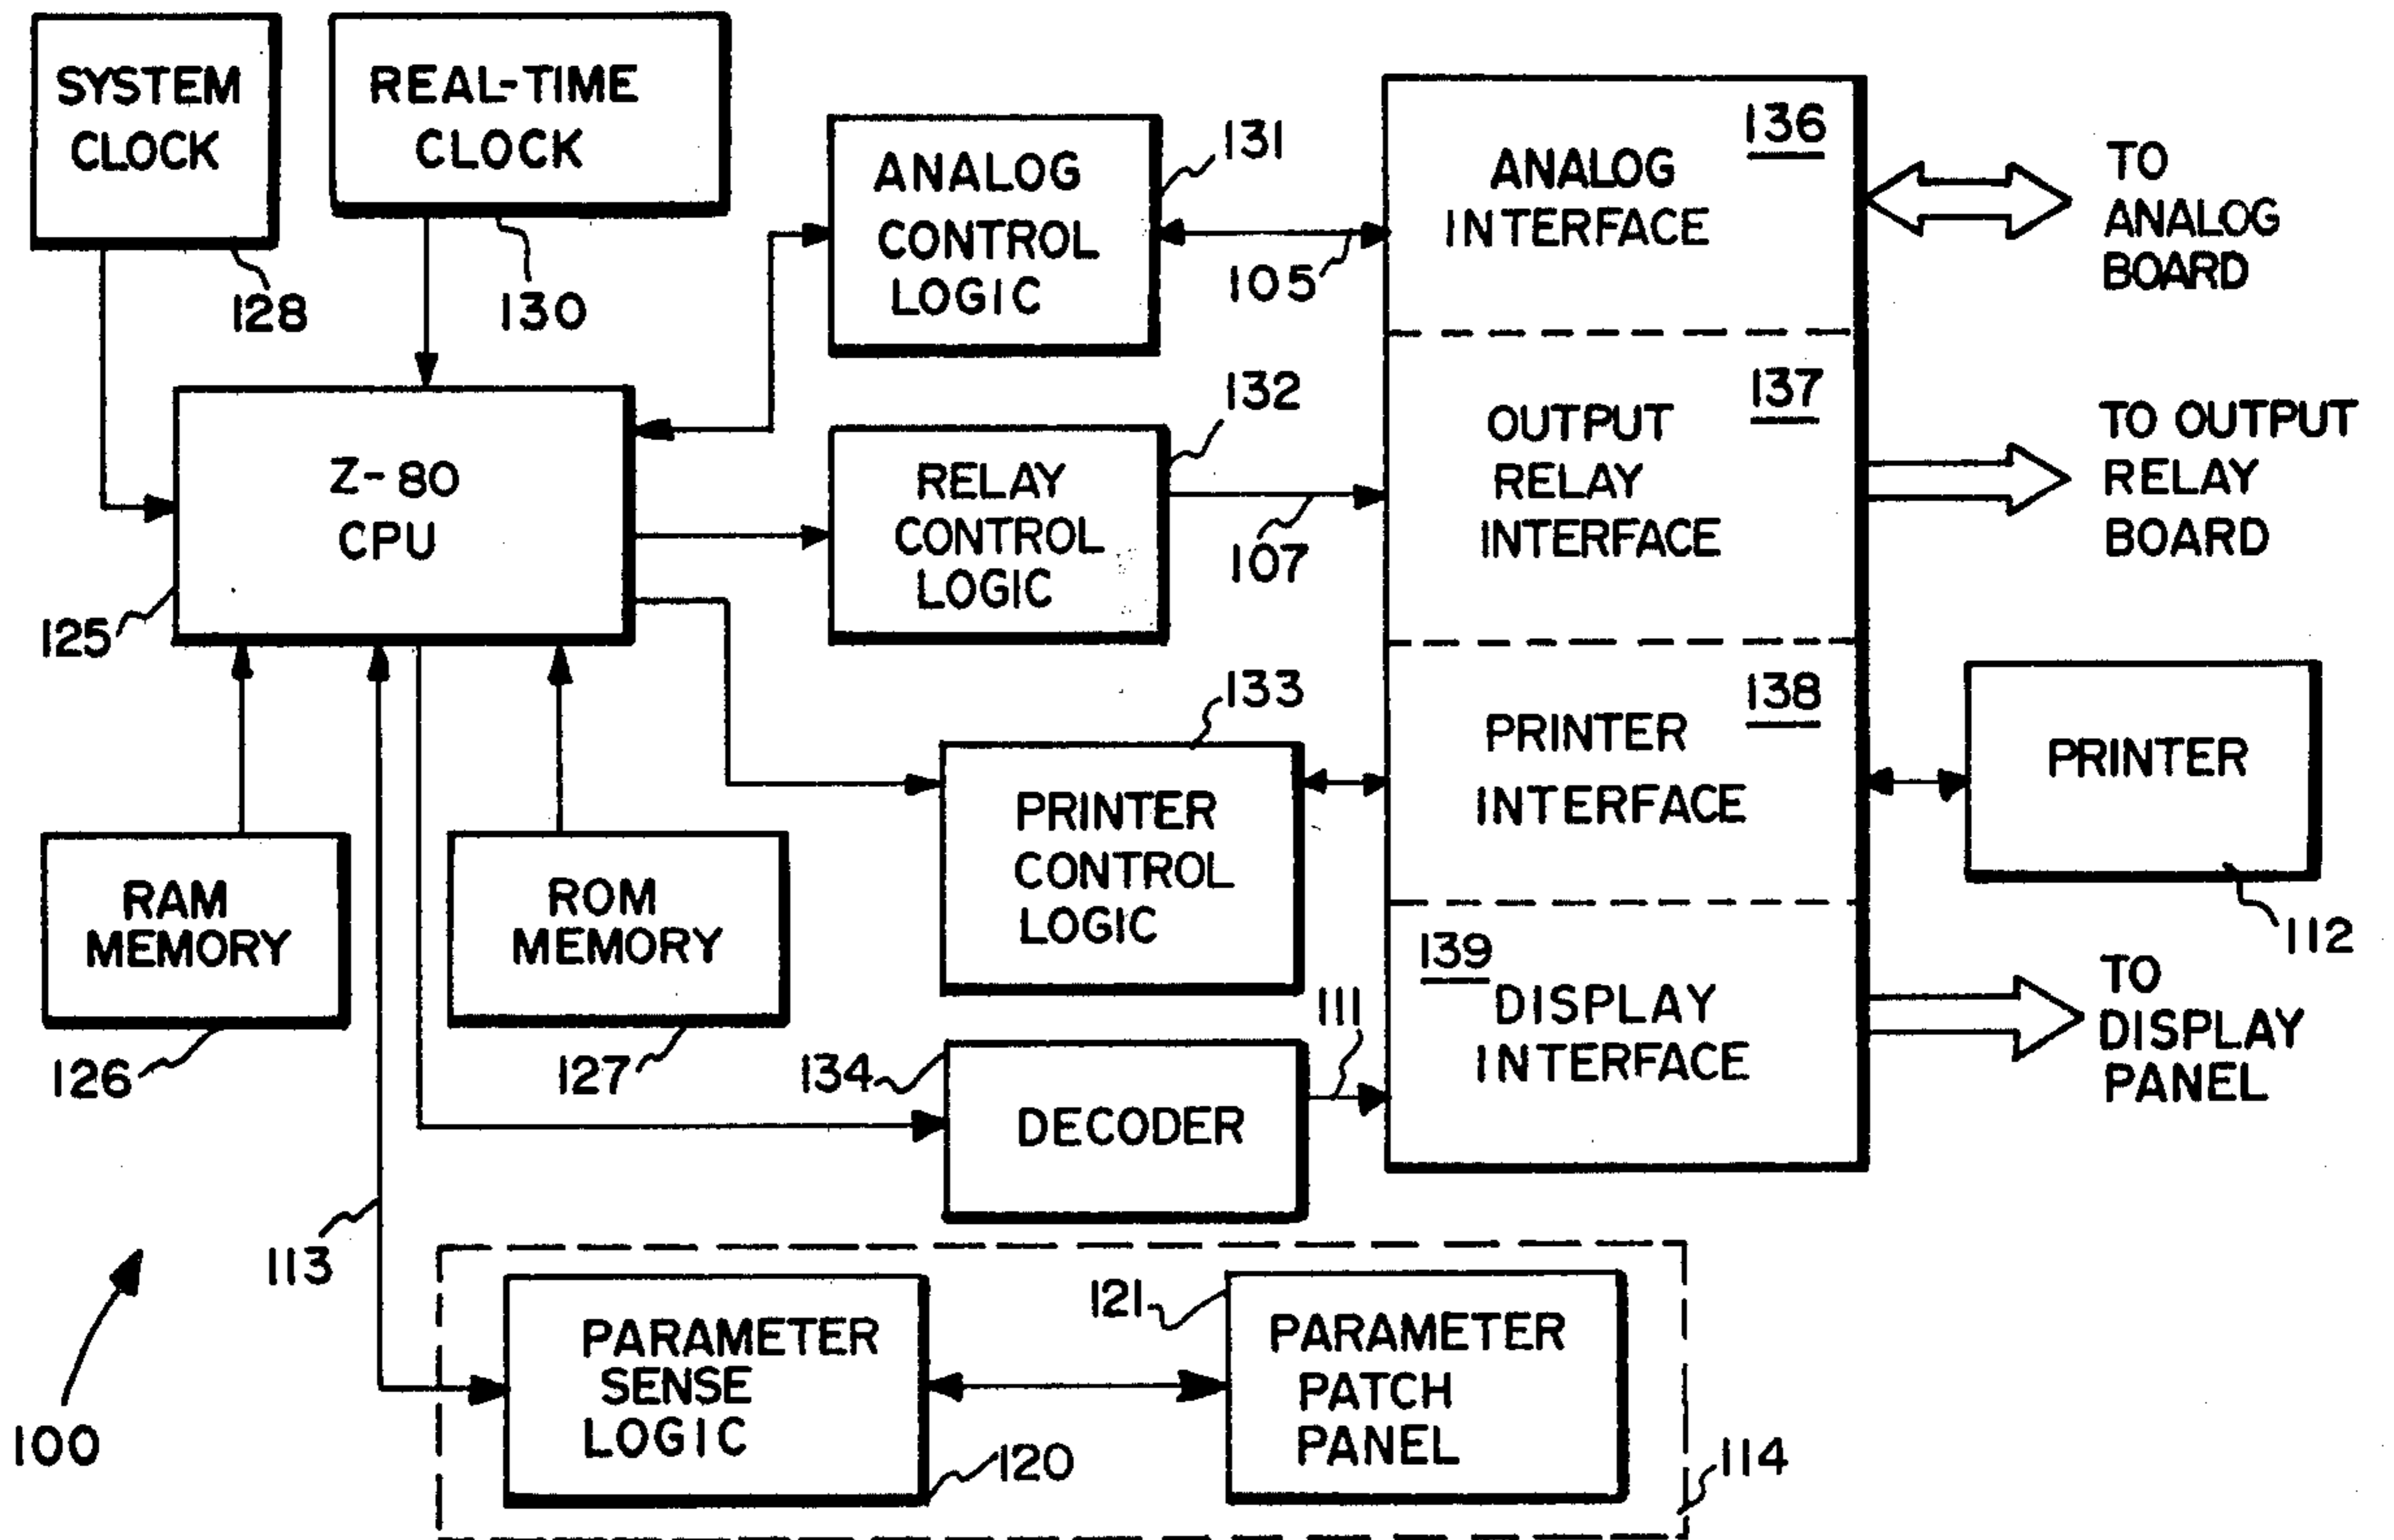 SYSTEM
CLOCK
128
REAL-TIME
CLOCK
130
ANALOG
CONTROL
LOGIC
131
105
136
ANALOG
INTERFACE
TO
ANALOG
BOARD
Z-80
CPU
125
RELAY
CONTROL
LOGIC
132
107
137
OUTPUT
RELAY
INTERFACE
TO OUTPUT
RELAY
BOARD
133
PRINTER
CONTROL
LOGIC
138
PRINTER
INTERFACE
PRINTER
112
RAM
MEMORY
126
ROM
MEMORY
127
134
DECODER
111
139
DISPLAY
INTERFACE
TO
DISPLAY
PANEL
113
100
PARAMETER
SENSE
LOGIC
120
121
PARAMETER
PATCH
PANEL
114